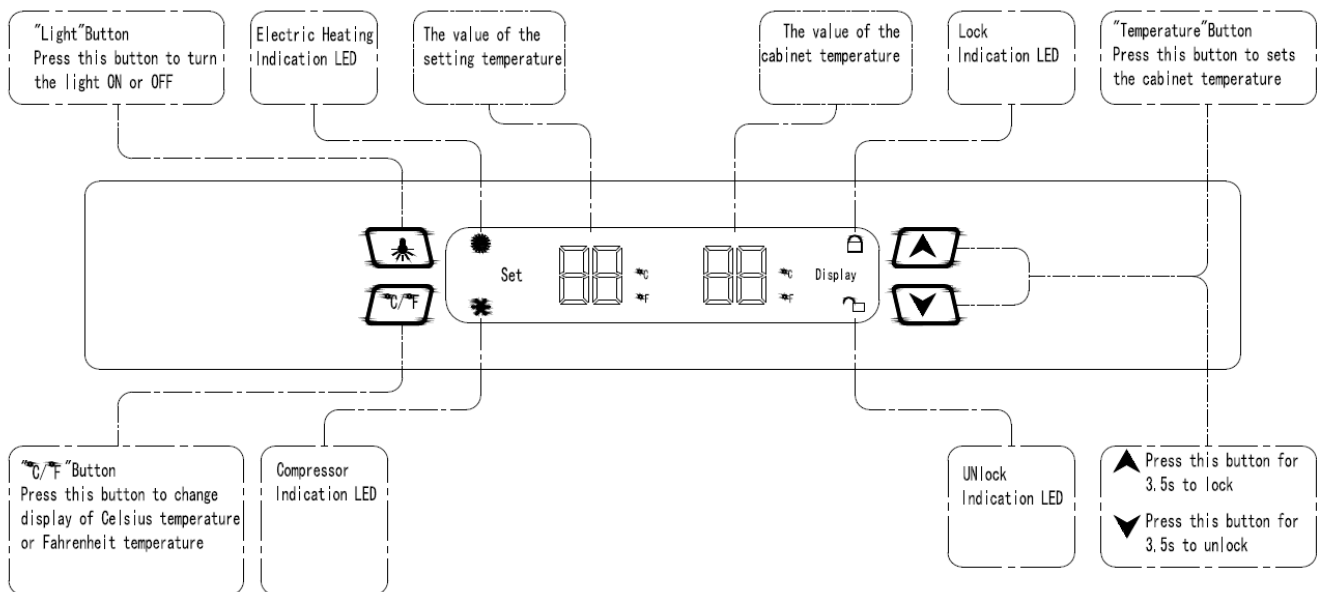 "Light"Button
Press this button to turn
the light ON or OFF
Electric Heating
Indication LED
The value of the
setting temperature
The value of the
cabinet temperature
Lock
Indication LED
"Temperature"Button
Press this button to sets
the cabinet temperature
Set
°C
°F
°C
°F
Display
°C/°F
"°C/°F"Button
Press this button to change
display of Celsius temperature
or Fahrenheit temperature
Compressor
Indication LED
UNlock
Indication LED
Press this button for
3.5s to lock
Press this button for
3.5s to unlock